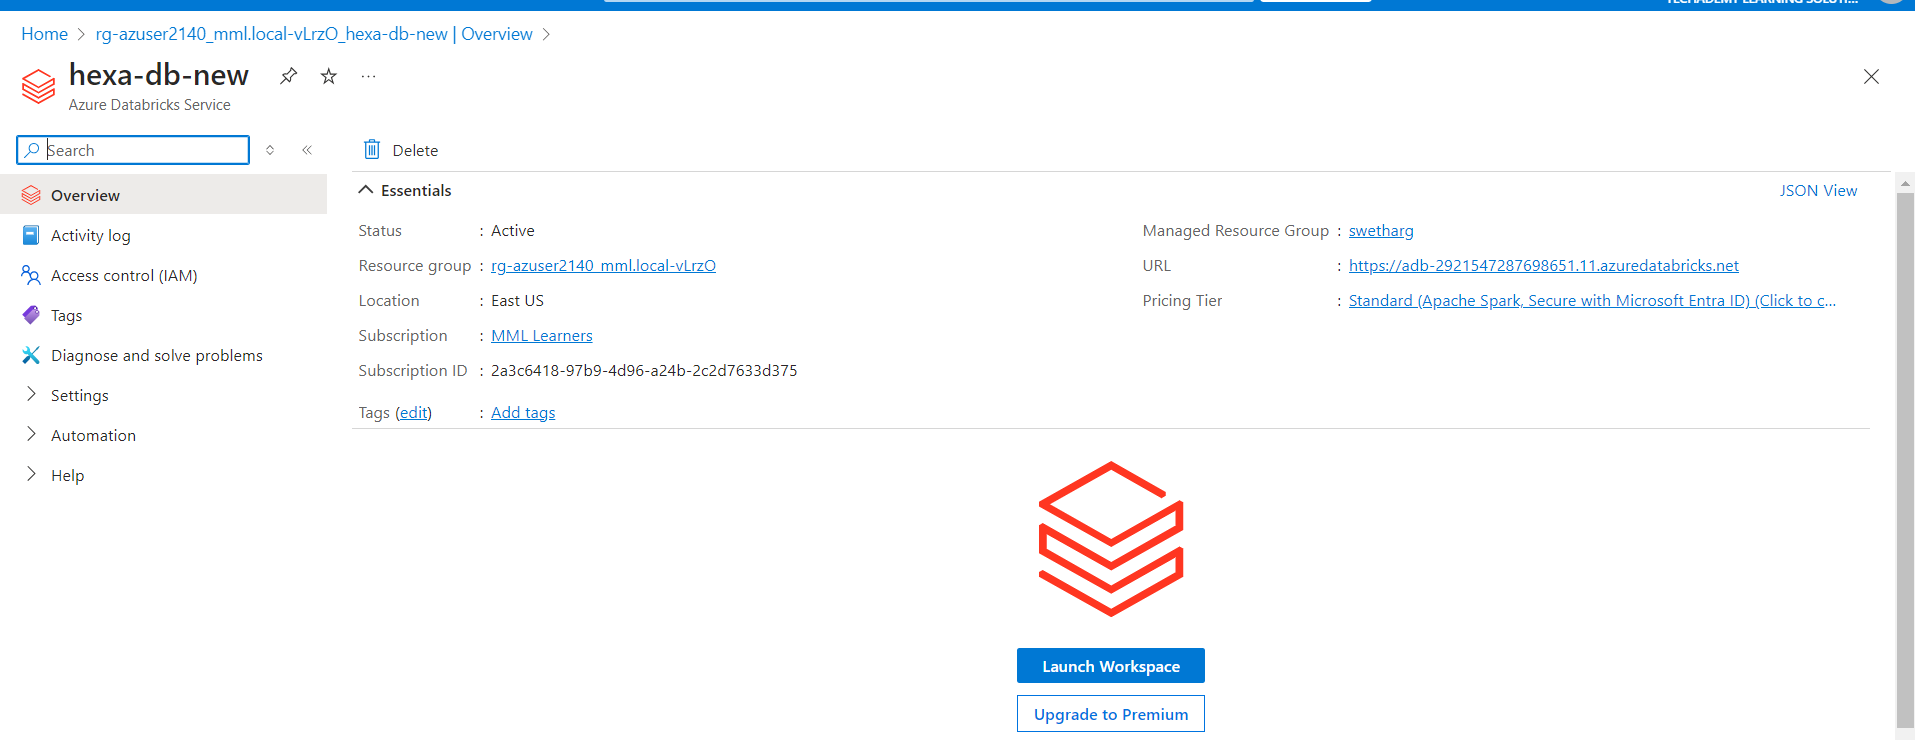 TECHADEMY LEARNING SOLUTI...
Home > rg-azuser2140_mml.local-vLrzO_hexa-db-new | Overview >
hexa-db-new
...
Azure Databricks Service
Search
Delete
Overview
Activity log
Access control (IAM)
Tags
Diagnose and solve problems
Settings
Automation
Help
Essentials
JSON View
Status : Active
Resource group : rg-azuser2140_mml.local-vLrzO
Location : East US
Subscription : MML Learners
Subscription ID : 2a3c6418-97b9-4d96-a24b-2c2d7633d375
Tags (edit) : Add tags
Managed Resource Group : swetharg
URL : https://adb-2921547287698651.11.azuredatabricks.net
Pricing Tier : Standard (Apache Spark, Secure with Microsoft Entra ID) (Click to c...
Launch Workspace
Upgrade to Premium